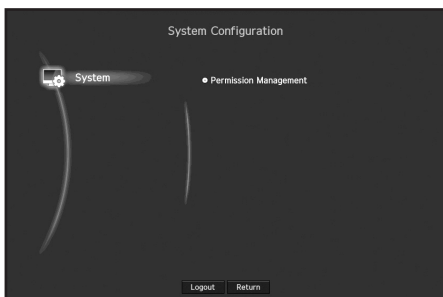 System Configuration
System
Permission Management
Logout Return